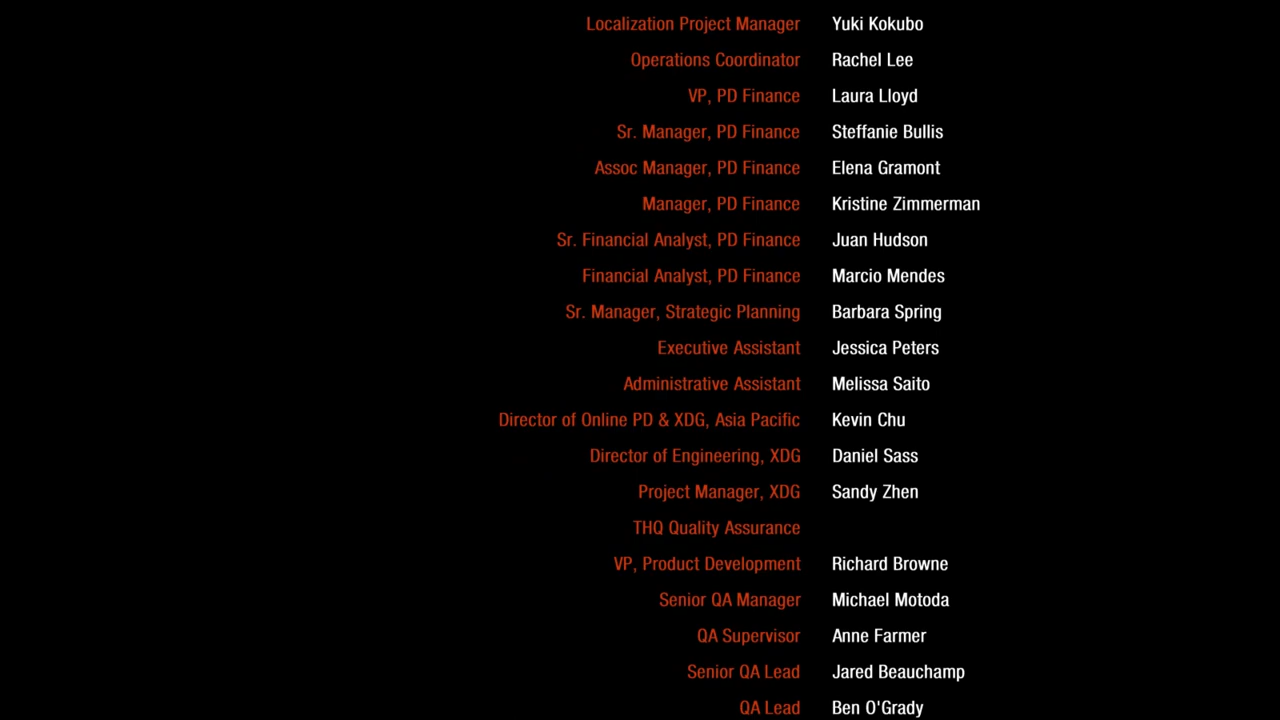 Localization Project Manager Yuki Kokubo
Operations Coordinator Rachel Lee
VP, PD Finance Laura Lloyd
Sr. Manager, PD Finance Steffanie Bullis
Assoc Manager, PD Finance Elena Gramont
Manager, PD Finance Kristine Zimmerman
Sr. Financial Analyst, PD Finance Juan Hudson
Financial Analyst, PD Finance Marcio Mendes
Sr. Manager, Strategic Planning Barbara Spring
Executive Assistant Jessica Peters
Administrative Assistant Melissa Saito
Director of Online PD & XDG, Asia Pacific Kevin Chu
Director of Engineering, XDG Daniel Sass
Project Manager, XDG Sandy Zhen
THQ Quality Assurance
VP, Product Development Richard Browne
Senior QA Manager Michael Motoda
QA Supervisor Anne Farmer
Senior QA Lead Jared Beauchamp
QA Lead Ben O'Grady